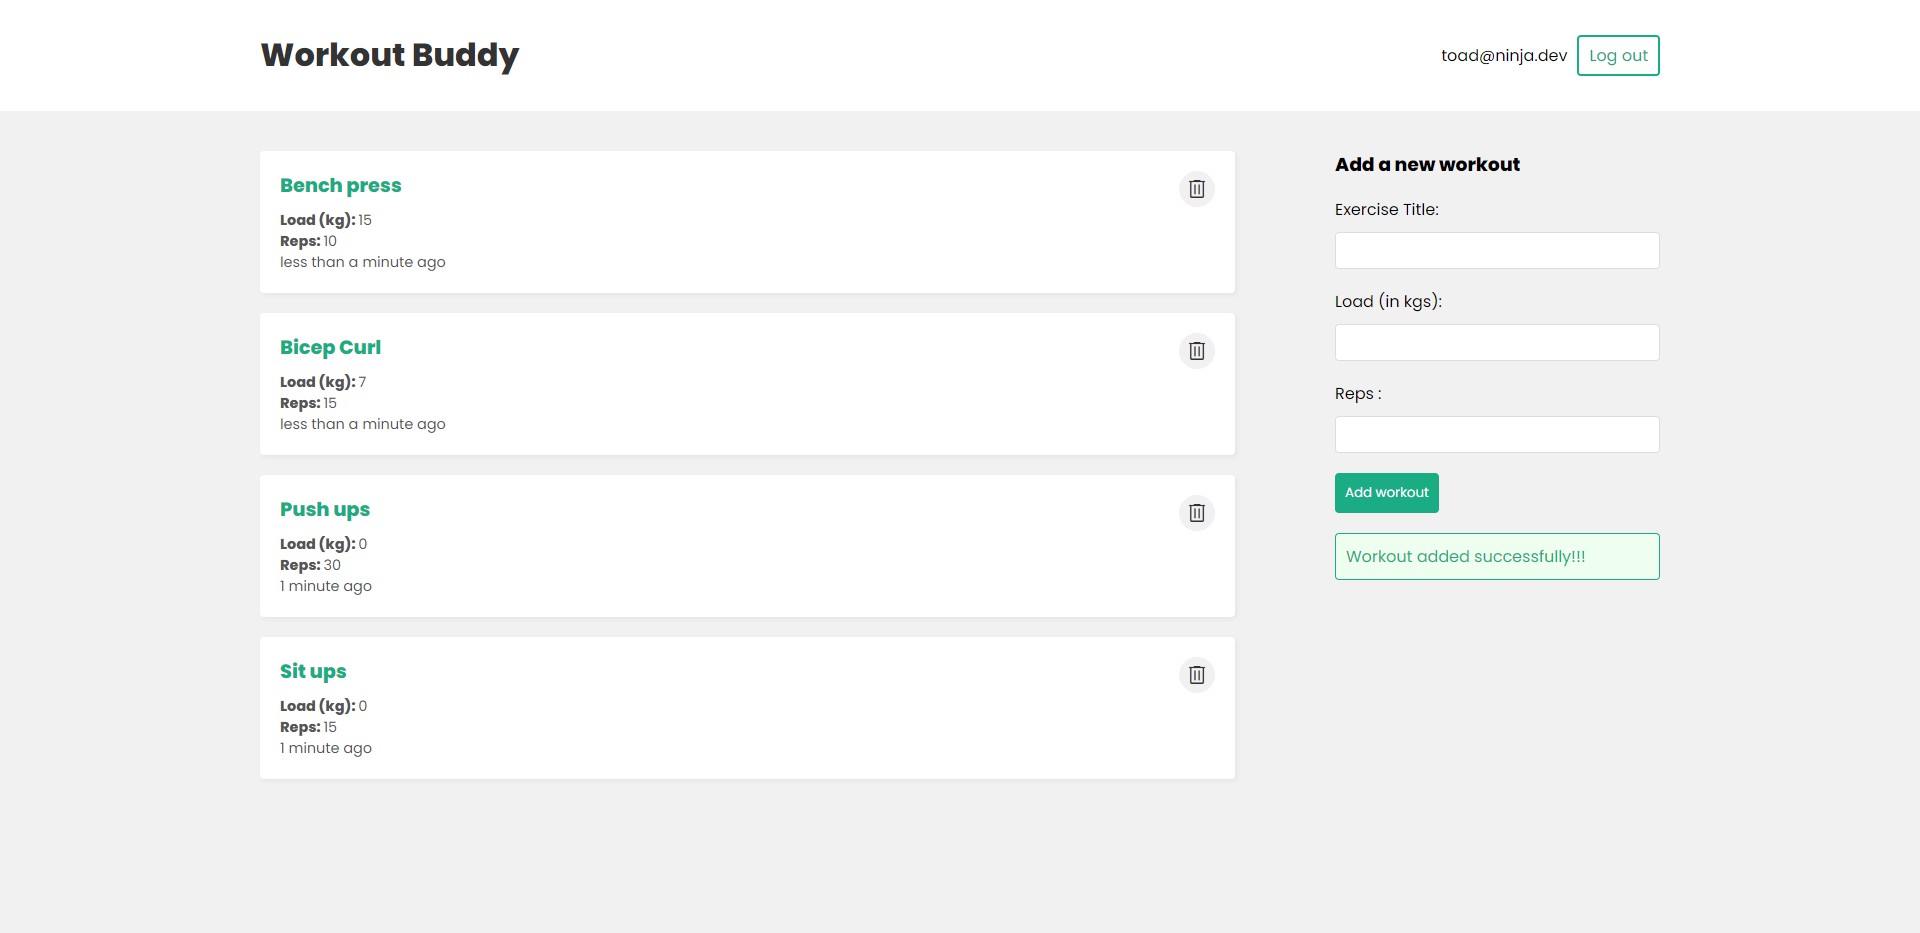 Workout Buddy
toad@ninja.dev
Log out
Bench press
Load (kg): 15
Reps: 10
less than a minute ago
Bicep Curl
Load (kg): 7
Reps: 15
less than a minute ago
Push ups
Load (kg): 0
Reps: 30
1 minute ago
Sit ups
Load (kg): 0
Reps: 15
1 minute ago
Add a new workout
Exercise Title:
Load (in kgs):
Reps :
Add workout
Workout added successfully!!!